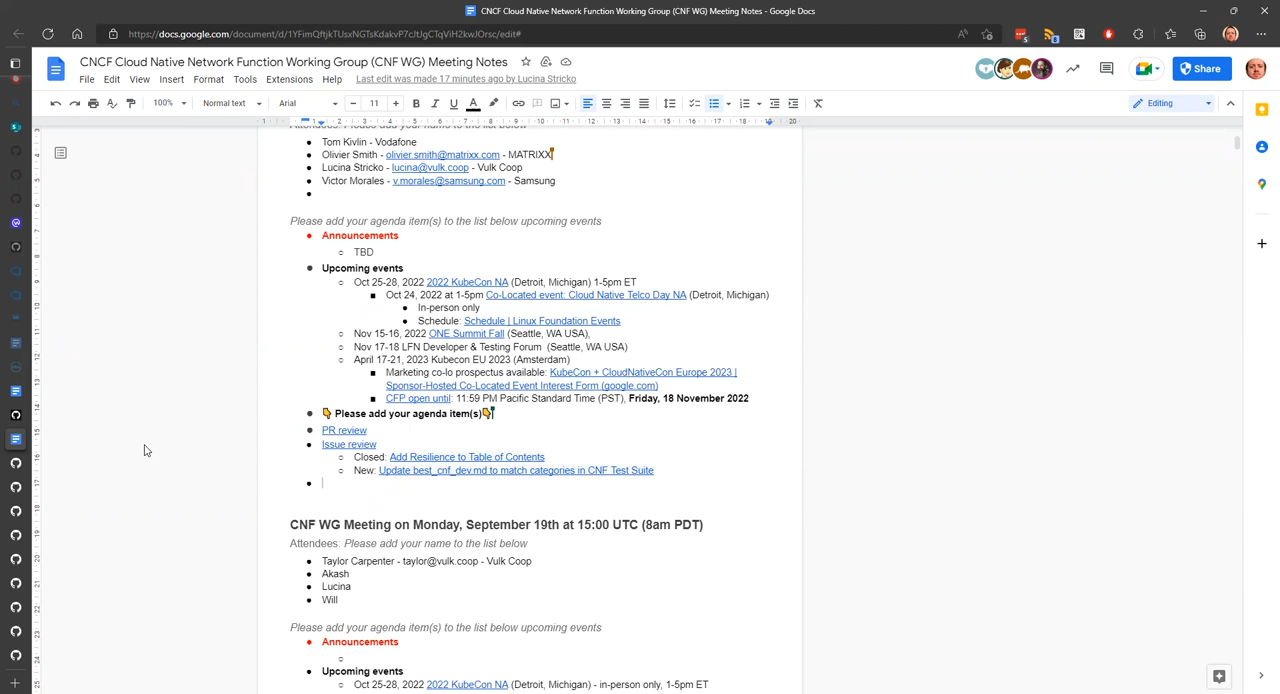 CNCF Cloud Native Network Function Working Group (CNF WG) Meeting Notes - Google Docs
CNCF Cloud Native Network Function Working Group (CNF WG) Meeting Notes
File Edit View Insert Format Tools Extensions Help Last edit was made 17 minutes ago by Lucina Stricko
Share
100% Normal text Arial 11 Editing
Attendees: Please add your name to the list below
Tom Kivlin - Vodafone
Olivier Smith - olivier.smith@matrixx.com - MATRIXX
Lucina Stricko - lucina@vulk.coop - Vulk Coop
Victor Morales - v.morales@samsung.com - Samsung
Please add your agenda item(s) to the list below upcoming events
Announcements
TBD
Upcoming events
Oct 25-28, 2022 2022 KubeCon NA (Detroit, Michigan) 1-5pm ET
Oct 24, 2022 at 1-5pm Co-Located event: Cloud Native Telco Day NA (Detroit, Michigan)
In-person only
Schedule: Schedule | Linux Foundation Events
Nov 15-16, 2022 ONE Summit Fall (Seattle, WA USA),
Nov 17-18 LFN Developer & Testing Forum (Seattle, WA USA)
April 17-21, 2023 Kubecon EU 2023 (Amsterdam)
Marketing co-lo prospectus available: KubeCon + CloudNativeCon Europe 2023 |
Sponsor-Hosted Co-Located Event Interest Form (google.com)
CFP open until: 11:59 PM Pacific Standard Time (PST), Friday, 18 November 2022
👇 Please add your agenda item(s)👇
PR review
Issue review
Closed: Add Resilience to Table of Contents
New: Update best_cnf_dev.md to match categories in CNF Test Suite
CNF WG Meeting on Monday, September 19th at 15:00 UTC (8am PDT)
Attendees: Please add your name to the list below
Taylor Carpenter - taylor@vulk.coop - Vulk Coop
Akash
Lucina
Will
Please add your agenda item(s) to the list below upcoming events
Announcements
Upcoming events
Oct 25-28, 2022 2022 KubeCon NA (Detroit, Michigan) - in-person only, 1-5pm ET